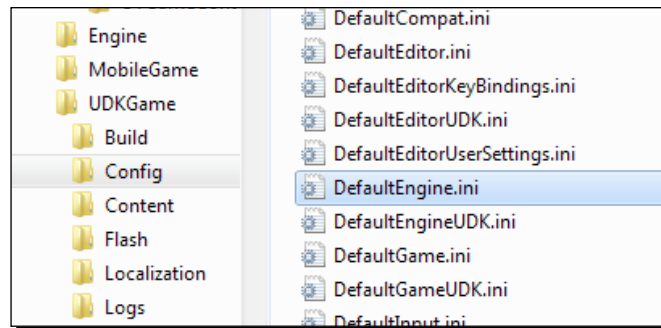 Engine
MobileGame
UDKGame
Build
Config
Content
Flash
Localization
Logs
DefaultCompat.ini
DefaultEditor.ini
DefaultEditorKeyBindings.ini
DefaultEditorUDK.ini
DefaultEditorUserSettings.ini
DefaultEngine.ini
DefaultEngineUDK.ini
DefaultGame.ini
DefaultGameUDK.ini
DefaultInput.ini